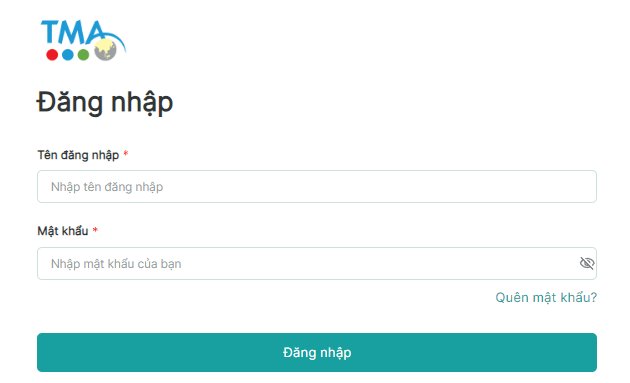 TMA
Đăng nhập
Tên đăng nhập *
Nhập tên đăng nhập
Mật khẩu *
Nhập mật khẩu của bạn
Quên mật khẩu?
Đăng nhập